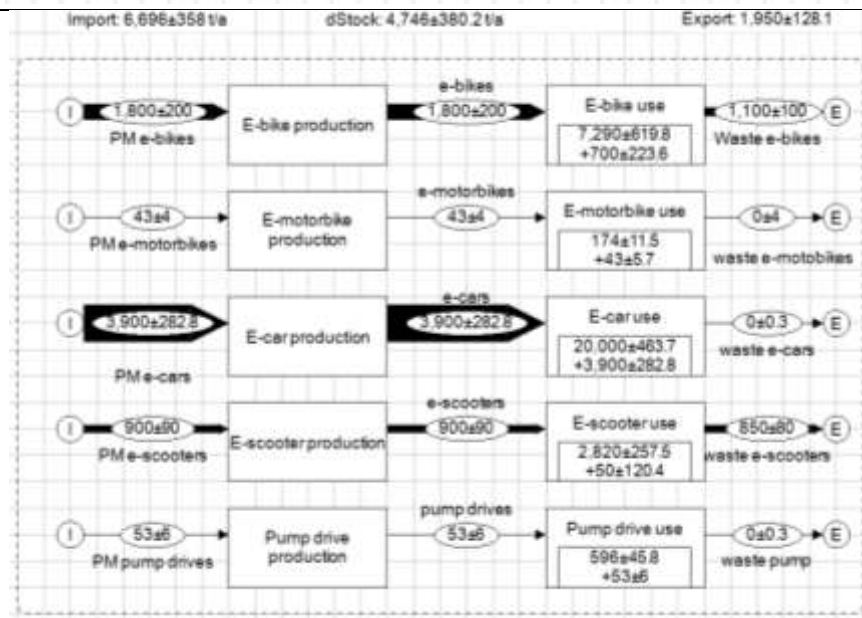 Import: 6,696±358 t/a dStock: 4,746±380.2 t/a Export: 1,950±128.1
e-bikes
I 1,800±200 E-bike production 1,800±200 E-bike use 1,100±100 E
PM e-bikes 7,290±619.8 Waste e-bikes
+700±223.6
e-motorbikes
I 43±4 E-motorbike production 43±4 E-motorbike use 0±4 E
PM e-motorbikes 174±11.5 waste e-motobikes
+43±5.7
e-cars
I 3,900±282.8 E-car production 3,900±282.8 E-car use 0±0.3 E
20.000±463.7 waste e-cars
PM e-cars +3,900±282.8
e-scooters
I 900±90 E-scooter production 900±90 E-scooter use 850±80 E
PM e-scooters 2,820±257.5 waste e-scooters
+50±120.4
pump drives
I 53±6 Pump drive production 53±6 Pump drive use 0±0.3 E
PM pump drives 596±45.8 waste pump
+53±6